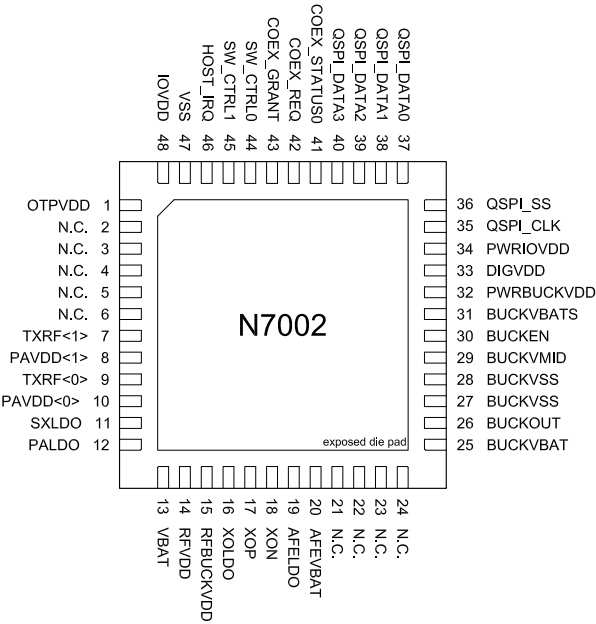 IOVDD 48
VSS 47
HOST_IRQ 46
SW_CTRL1 45
SW_CTRL0 44
COEX_GRANT 43
COEX_REQ 42
COEX_STATUS0 41
QSPI_DATA3 40
QSPI_DATA2 39
QSPI_DATA1 38
QSPI_DATA0 37
OTPVDD 1
N.C. 2
N.C. 3
N.C. 4
N.C. 5
N.C. 6
TXRF<1> 7
PAVDD<1> 8
TXRF<0> 9
PAVDD<0> 10
SXLDO 11
PALDO 12
N7002
exposed die pad
36 QSPI_SS
35 QSPI_CLK
34 PWRIOVDD
33 DIGVDD
32 PWRBUCKVDD
31 BUCKVBATS
30 BUCKEN
29 BUCKVMID
28 BUCKVSS
27 BUCKVSS
26 BUCKOUT
25 BUCKVBAT
13 VBAT
14 RFVDD
15 RFBUCKVDD
16 XOLDO
17 XOP
18 XON
19 AFELDO
20 AFEVBAT
21 N.C.
22 N.C.
23 N.C.
24 N.C.